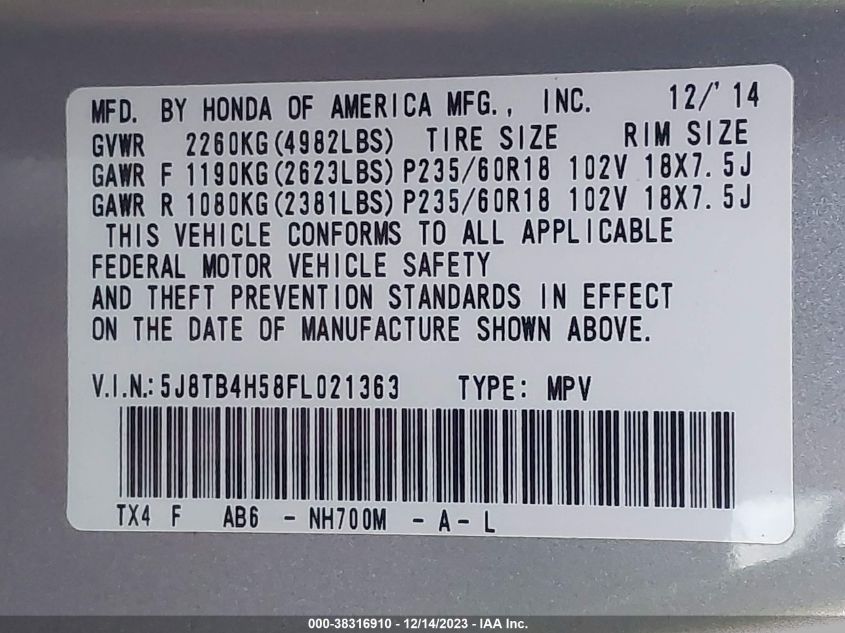 MFD. BY HONDA OF AMERICA MFG., INC. 12/'14
GVWR 2260KG(4982LBS) TIRE SIZE RIM SIZE
GAWR F 1190KG(2623LBS) P235/60R18 102V 18X7.5J
GAWR R 1080KG(2381LBS) P235/60R18 102V 18X7.5J
THIS VEHICLE CONFORMS TO ALL APPLICABLE
FEDERAL MOTOR VEHICLE SAFETY
AND THEFT PREVENTION STANDARDS IN EFFECT
ON THE DATE OF MANUFACTURE SHOWN ABOVE.
V.I.N.: 5J8TB4H58FL021363 TYPE: MPV
TX4 F AB6 - NH700M - A - L
000-38316910 - 12/14/2023 - IAA Inc.